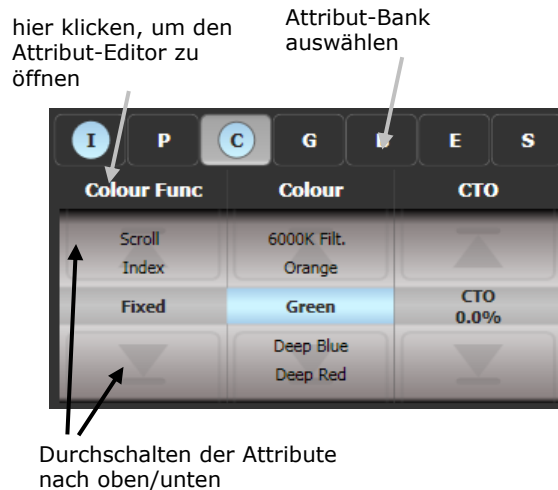 hier klicken, um den
Attribut-Editor zu
öffnen
Attribut-Bank
auswählen
I P C G E S
Colour Func Colour CTO
Scroll 6000K Filt.
Index Orange
Fixed Green CTO
0.0%
Deep Blue
Deep Red
Durchschalten der Attribute
nach oben/unten